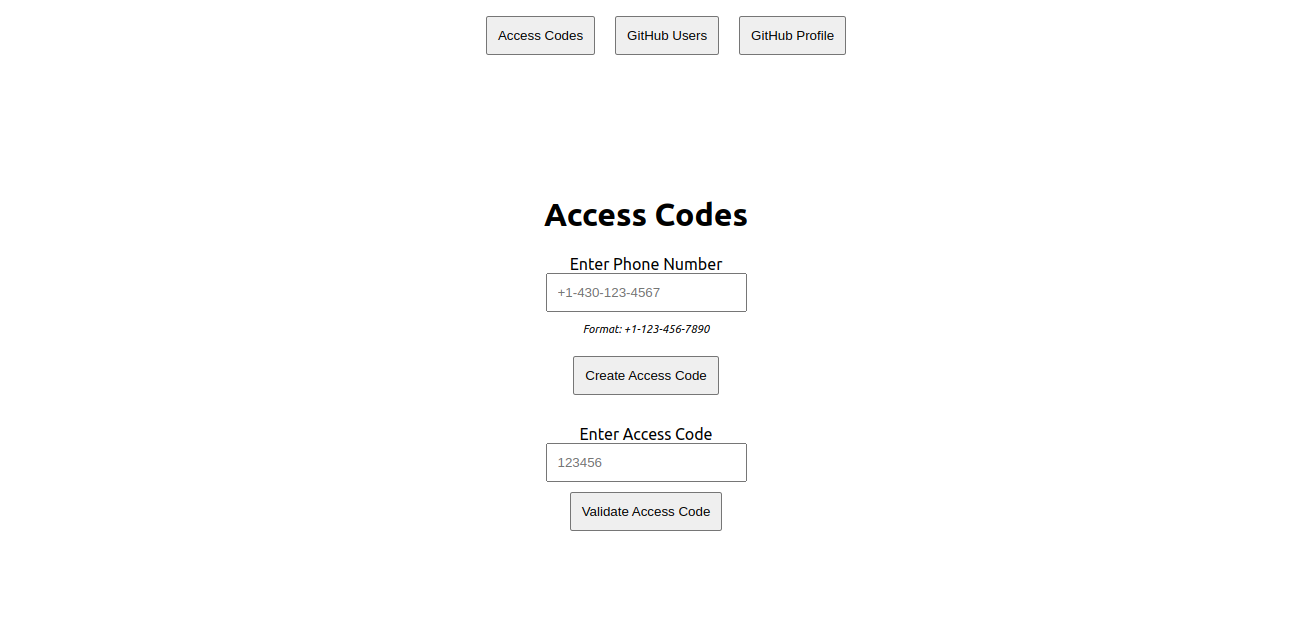 Access Codes GitHub Users GitHub Profile
Access Codes
Enter Phone Number
+1-430-123-4567
Format: +1-123-456-7890
Create Access Code
Enter Access Code
123456
Validate Access Code